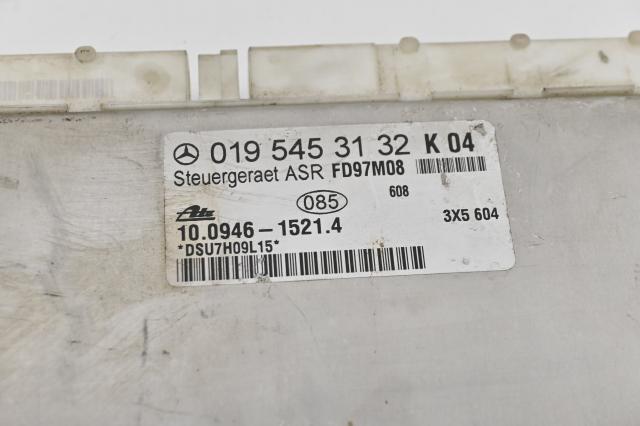 019 545 31 32 K 04
Steuergeraet ASR FD97M08
085
608
Ate
3X5 604
10.0946-1521.4
*DSU7H09L15*